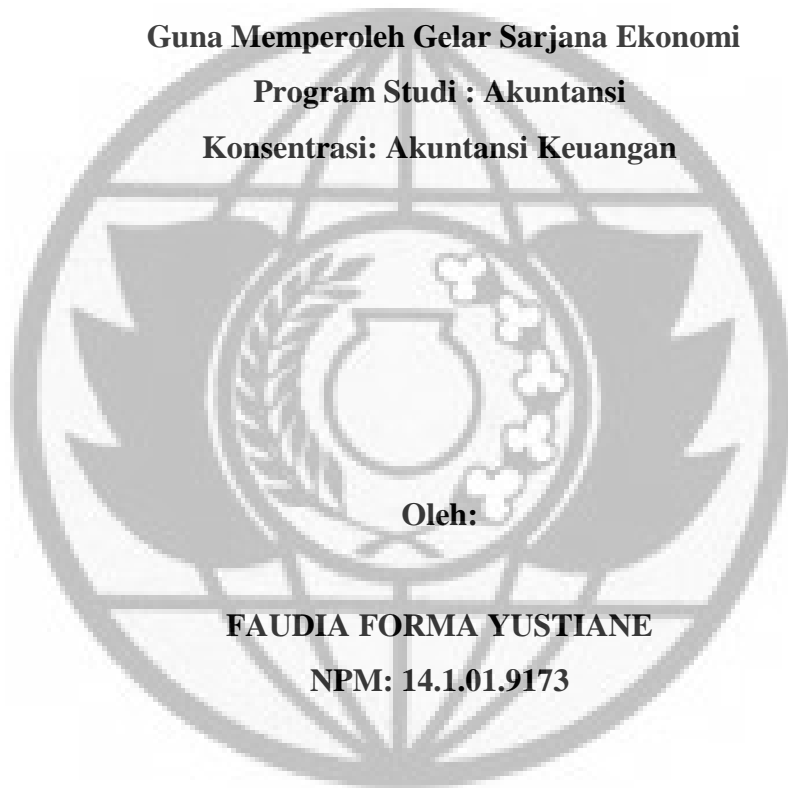 Guna Memperoleh Gelar Sarjana Ekonomi
Program Studi : Akuntansi
Konsentrasi: Akuntansi Keuangan
Oleh:
FAUDIA FORMA YUSTIANE
NPM: 14.1.01.9173